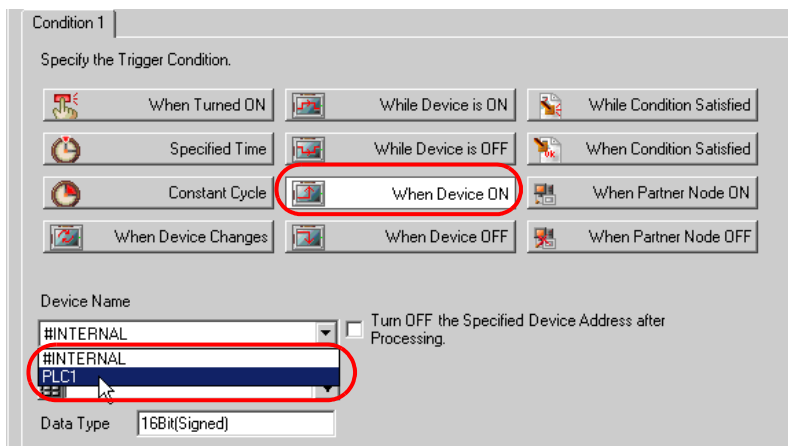 Condition 1
Specify the Trigger Condition.
When Turned ON
While Device is ON
While Condition Satisfied
Specified Time
While Device is OFF
When Condition Satisfied
Constant Cycle
When Device ON
When Partner Node ON
When Device Changes
When Device OFF
When Partner Node OFF
Device Name
#INTERNAL
Turn OFF the Specified Device Address after
Processing.
#INTERNAL
PLC1
Data Type
16Bit(Signed)